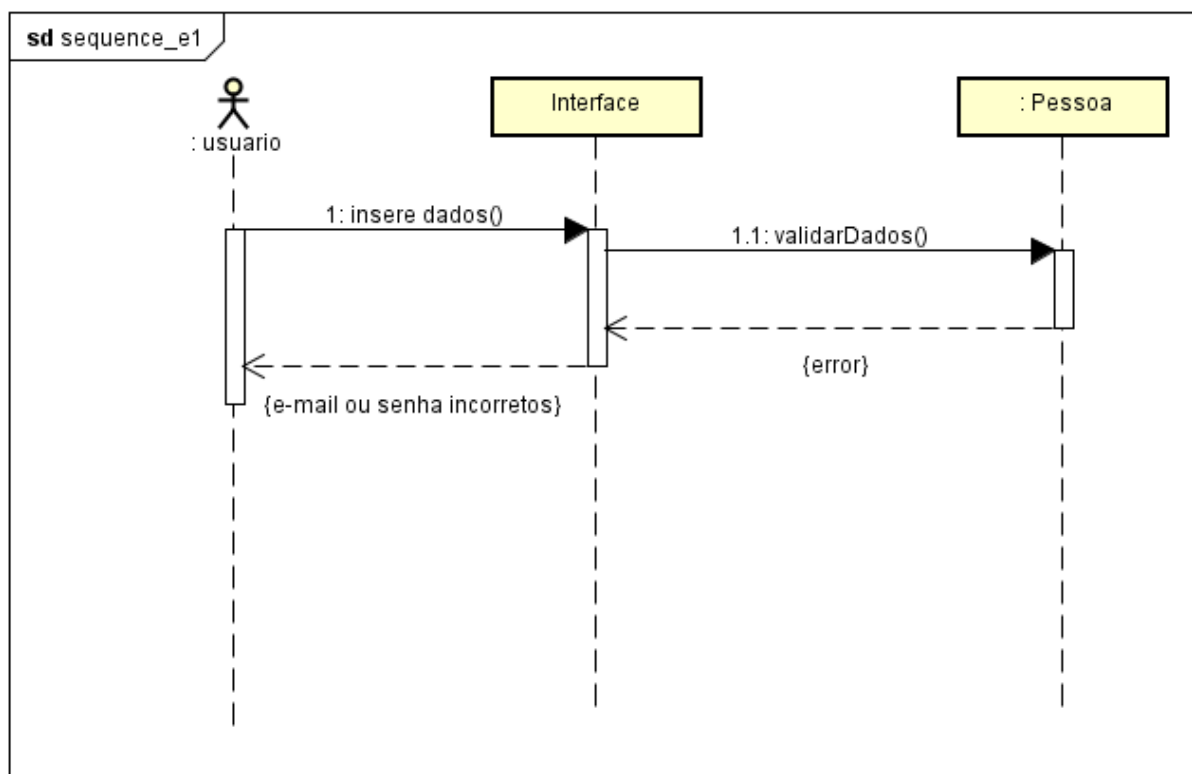 sd sequence_e1
: usuario
Interface
: Pessoa
1: insere dados()
1.1: validarDados()
{error}
{e-mail ou senha incorretos}